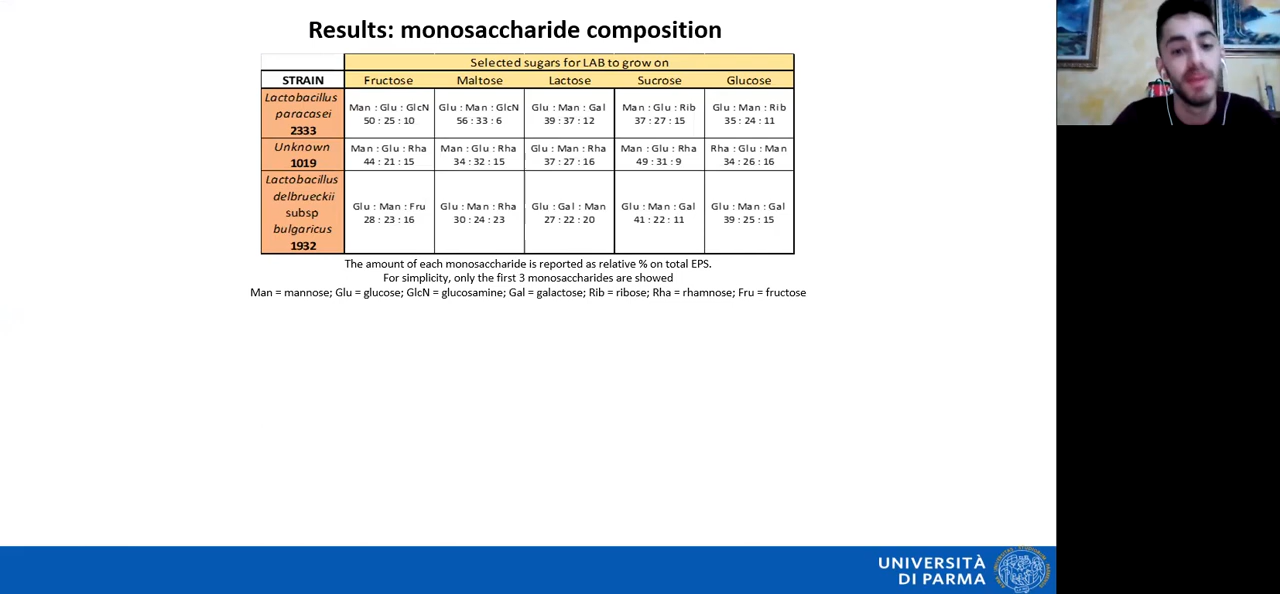 Results: monosaccharide composition
Selected sugars for LAB to grow on
STRAIN Fructose Maltose Lactose Sucrose Glucose
Lactobacillus
paracasei
2333
Man : Glu : GlcN
50 : 25 : 10
Glu : Man : GlcN
56 : 33 : 6
Glu : Man : Gal
39 : 37 : 12
Man : Glu : Rib
37 : 27 : 15
Glu : Man : Rib
35 : 24 : 11
Unknown
1019
Man : Glu : Rha
44 : 21 : 15
Man : Glu : Rha
34 : 32 : 15
Glu : Man : Rha
37 : 27 : 16
Man : Glu : Rha
49 : 31 : 9
Rha : Glu : Man
34 : 26 : 16
Lactobacillus
delbrueckii
subsp
bulgaricus
1932
Glu : Man : Fru
28 : 23 : 16
Glu : Man : Rha
30 : 24 : 23
Glu : Gal : Man
27 : 22 : 20
Glu : Man : Gal
41 : 22 : 11
Glu : Man : Gal
39 : 25 : 15
The amount of each monosaccharide is reported as relative % on total EPS.
For simplicity, only the first 3 monosaccharides are showed
Man = mannose; Glu = glucose; GlcN = glucosamine; Gal = galactose; Rib = ribose; Rha = rhamnose; Fru = fructose
UNIVERSITÀ
DI PARMA